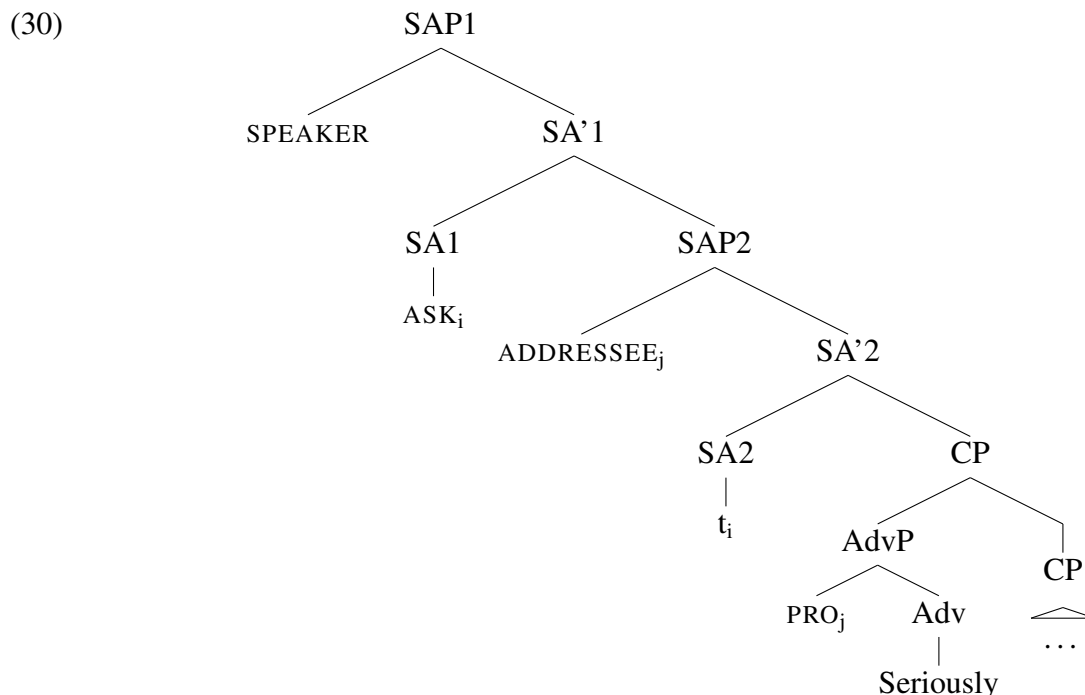 (30) SAP1
SPEAKER SA'1
SA1 SAP2
ASKi
ADDRESSEEj SA'2
SA2 CP
ti
AdvP CP
PROj Adv ...
Seriously